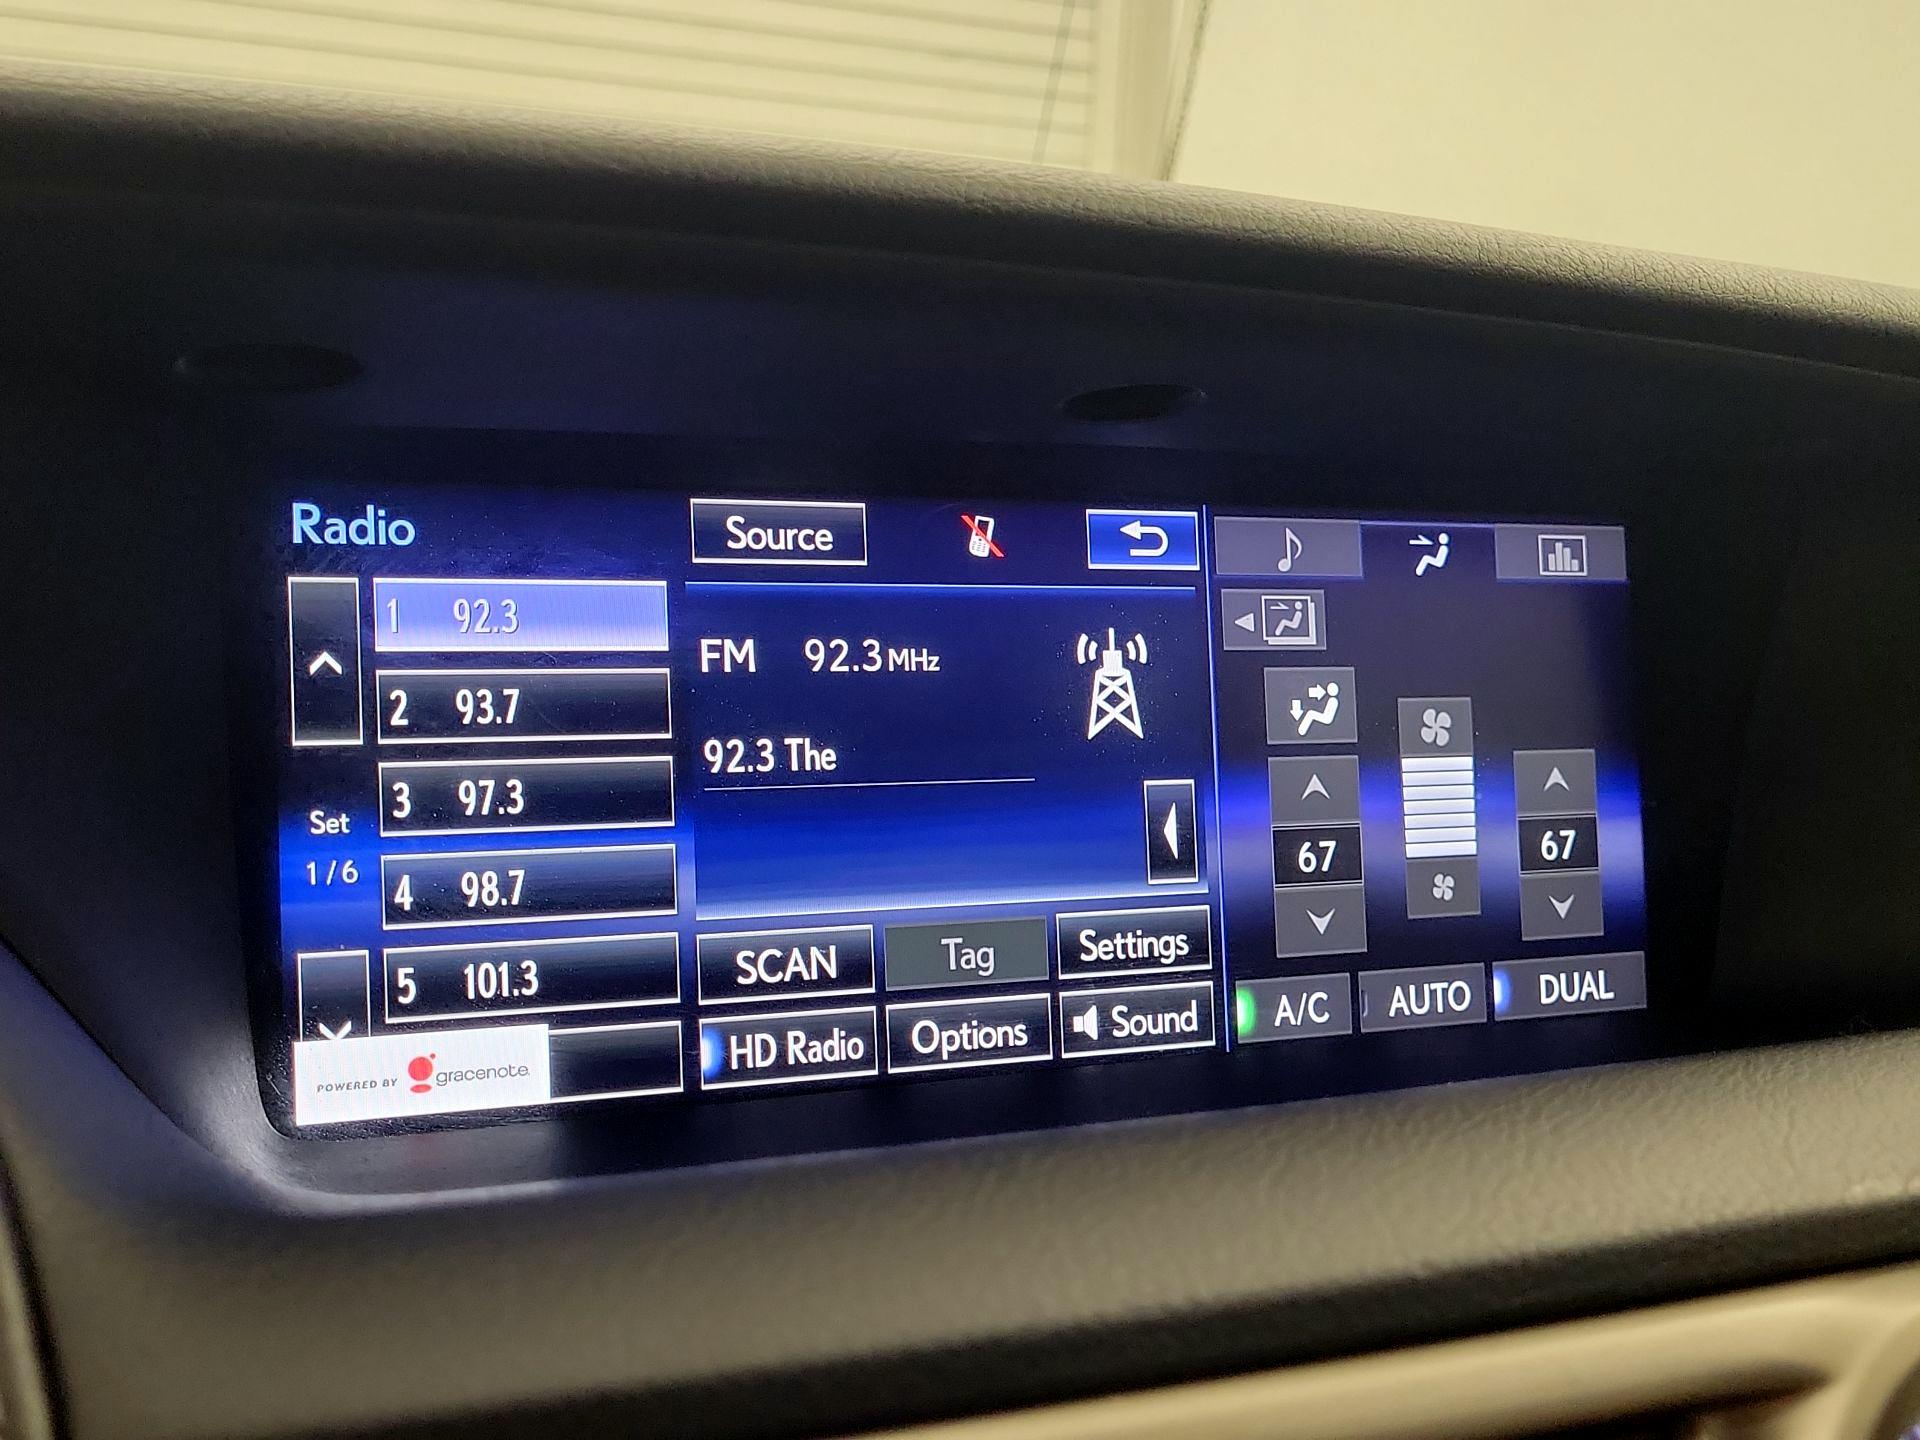 Radio
Source
1 92.3
2 93.7
3 97.3
4 98.7
5 101.3
Set
1/6
POWERED BY gracenote.
FM 92.3 MHz
92.3 The
SCAN
Tag
Settings
HD Radio
Options
Sound
67
67
A/C
AUTO
DUAL